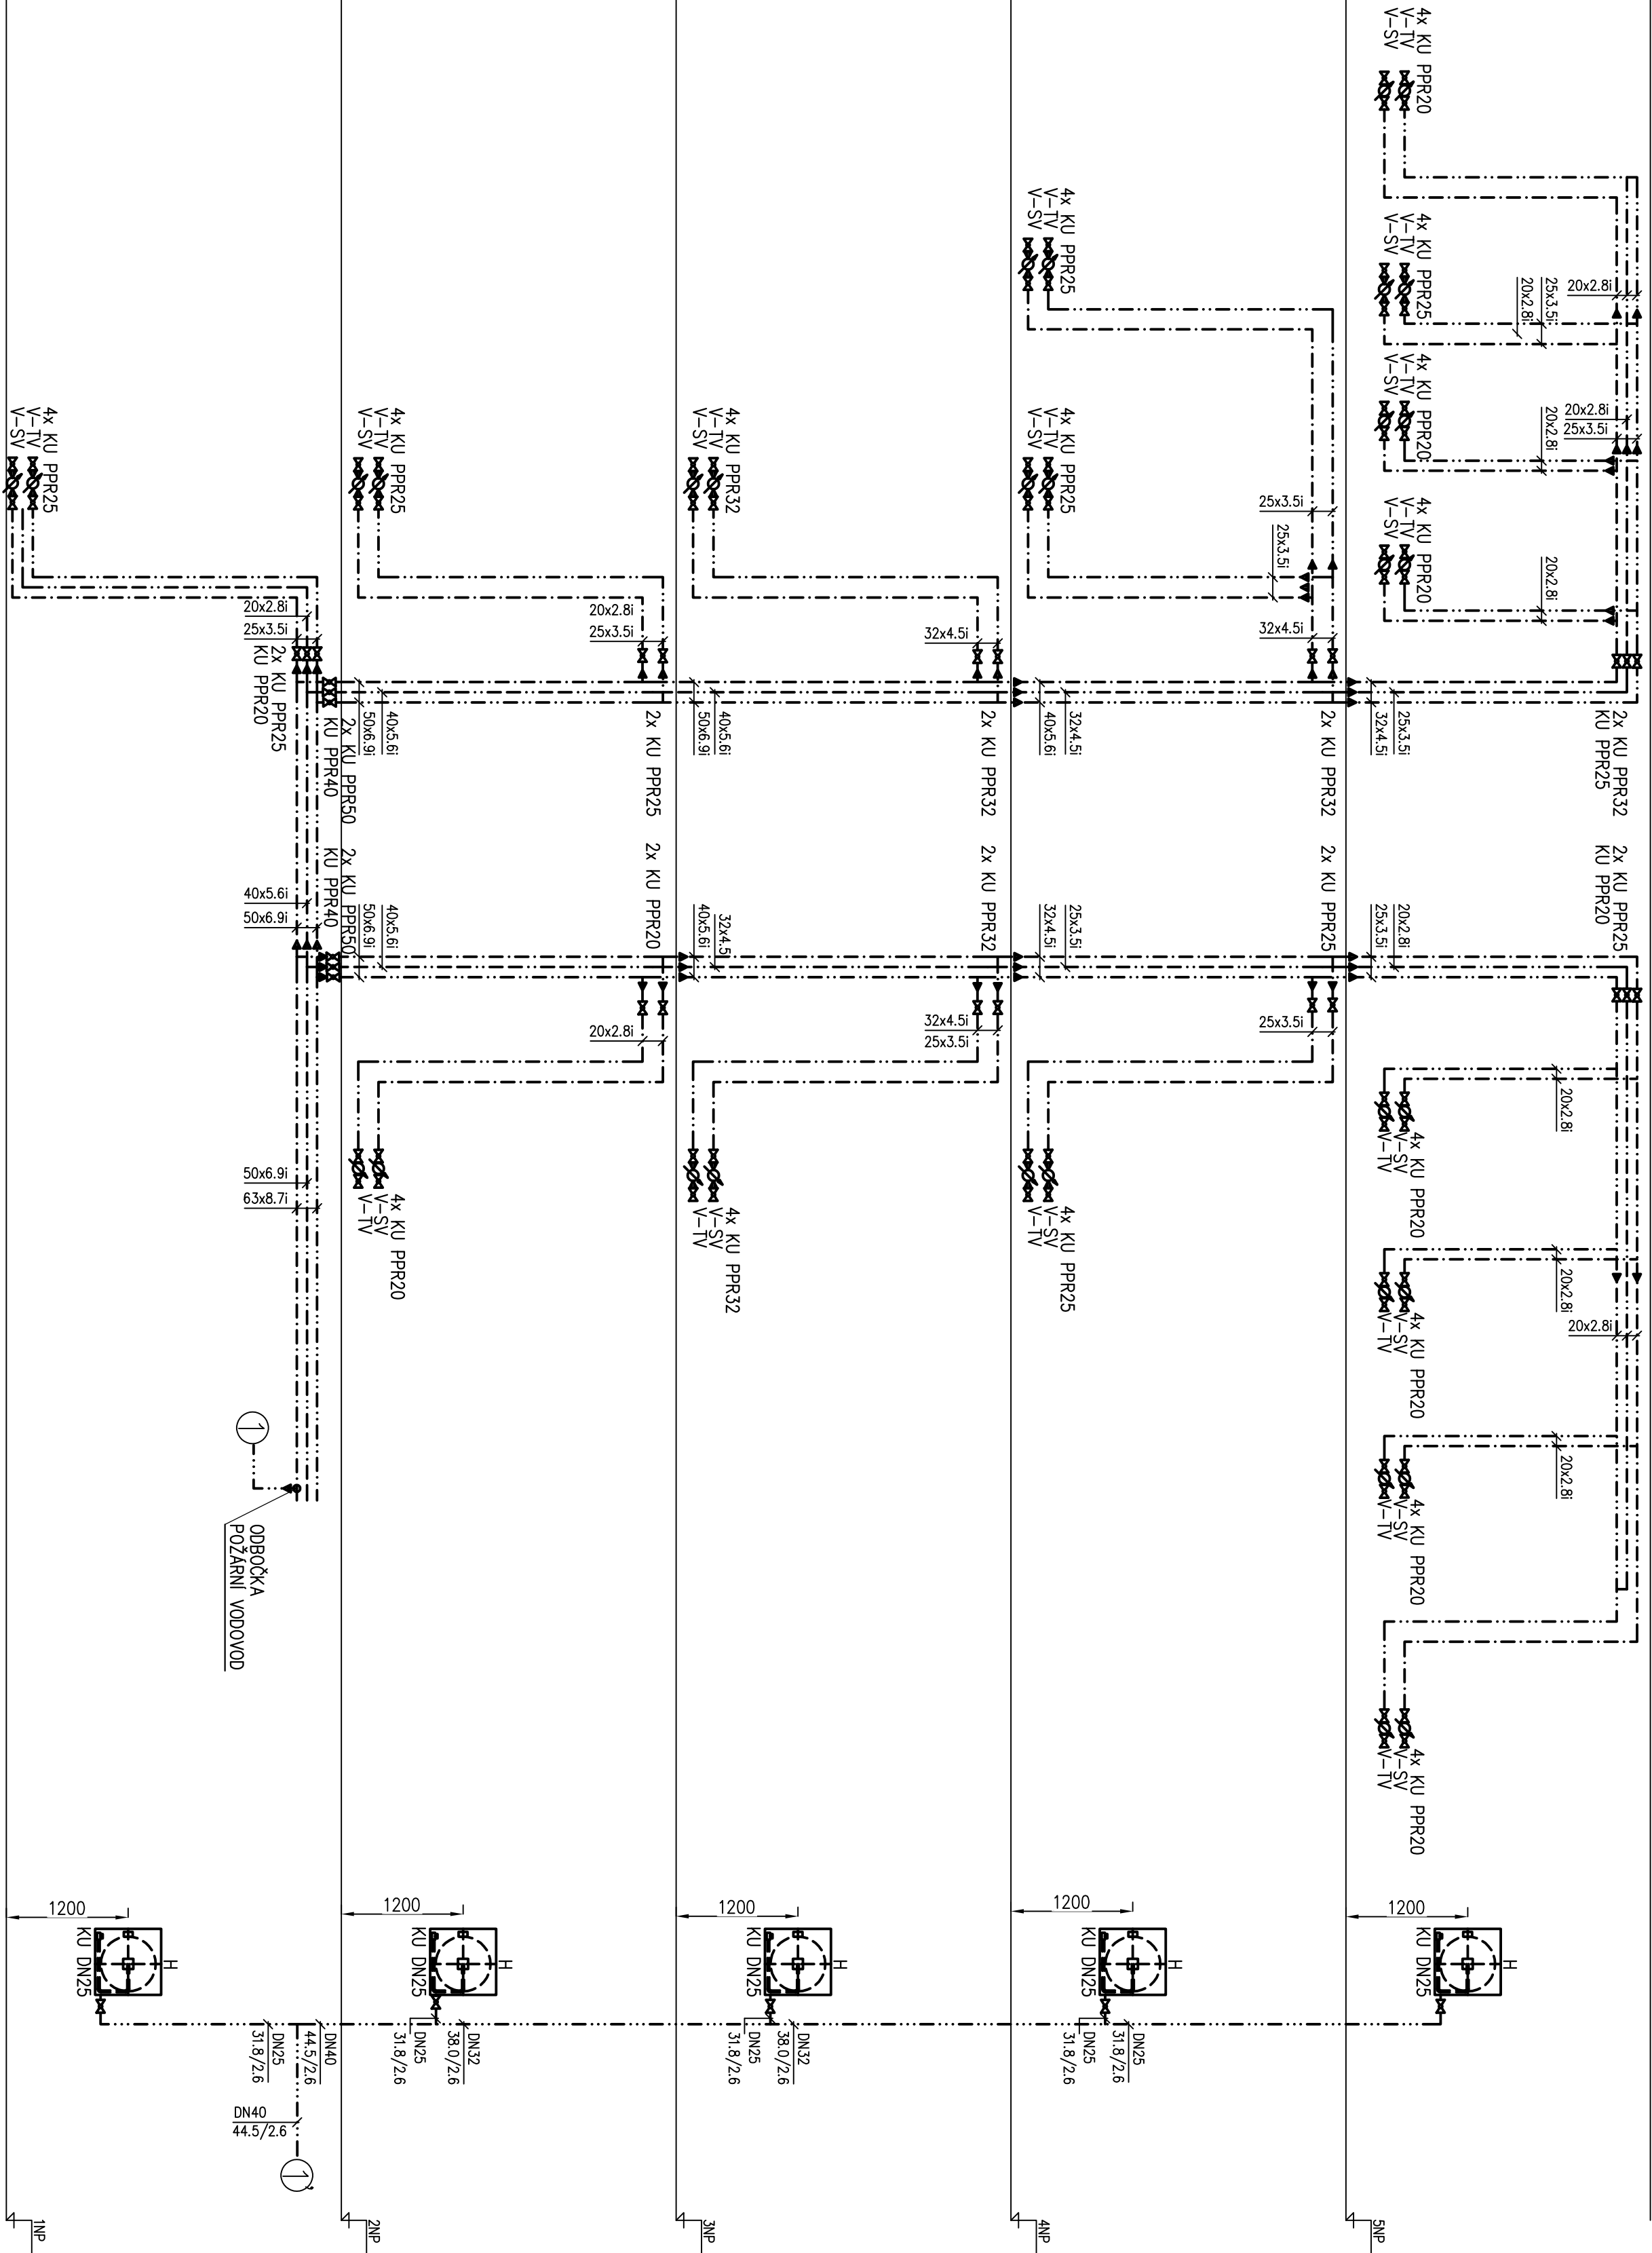 4x KU PPR20
V-TV
V-SV
4x KU PPR25
V-TV
V-SV
25x3.5i
20x2.8i
20x2.8i
4x KU PPR20
V-TV
V-SV
20x2.8i
20x2.8i
25x3.5i
4x KU PPR20
V-TV
V-SV
20x2.8i
2x KU PPR32
KU PPR25
25x3.5i
32x4.5i
2x KU PPR25
KU PPR20
20x2.8i
25x3.5i
20x2.8i
4x KU PPR20
V-SV
V-TV
20x2.8i
4x KU PPR20
V-SV
V-TV
20x2.8i
20x2.8i
4x KU PPR20
V-SV
V-TV
4x KU PPR20
V-SV
V-TV
1200
H
KU DN25
5NP
4x KU PPR25
V-TV
V-SV
4x KU PPR25
V-TV
V-SV
25x3.5i
25x3.5i
32x4.5i
2x KU PPR32
32x4.5i
40x5.6i
2x KU PPR25
25x3.5i
32x4.5i
25x3.5i
4x KU PPR25
V-SV
V-TV
1200
H
KU DN25
DN25
31.8/2.6
DN25
31.8/2.6
4NP
4x KU PPR32
V-TV
V-SV
32x4.5i
2x KU PPR32
40x5.6i
50x6.9i
2x KU PPR32
32x4.5
40x5.6i
32x4.5i
25x3.5i
4x KU PPR32
V-SV
V-TV
1200
H
KU DN25
DN32
38.0/2.6
DN25
31.8/2.6
3NP
4x KU PPR25
V-TV
V-SV
20x2.8i
25x3.5i
2x KU PPR25
40x5.6i
50x6.9i
2x KU PPR20
40x5.6i
50x6.9i
20x2.8i
4x KU PPR20
V-SV
V-TV
1200
H
KU DN25
DN32
38.0/2.6
DN25
31.8/2.6
2NP
4x KU PPR25
V-TV
V-SV
20x2.8i
25x3.5i
2x KU PPR25
KU PPR20
2x KU PPR50
KU PPR40
2x KU PPR50
KU PPR40
40x5.6i
50x6.9i
50x6.9i
63x8.7i
1
ODBOČKA
POŽÁRNÍ VODOVOD
1200
H
KU DN25
DN40
44.5/2.6
DN25
31.8/2.6
DN40
44.5/2.6
1'
1NP